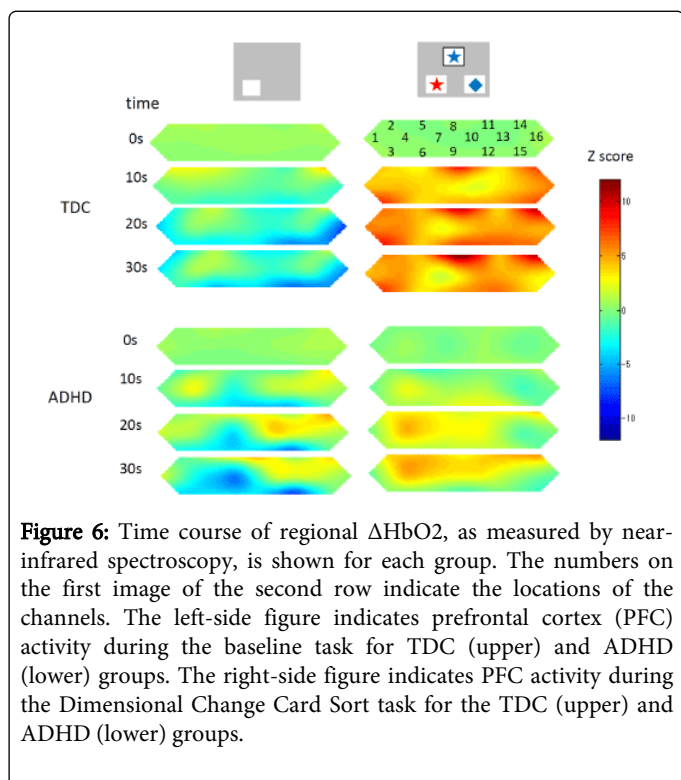 time
0s
2 5 8 11 14
1 4 7 10 13 16
3 6 9 12 15
Z score
10s
10
TDC
20s
5
30s
0
0s
-5
10s
ADHD
-10
20s
30s
Figure 6: Time course of regional ΔHbO2, as measured by near-
infrared spectroscopy, is shown for each group. The numbers on
the first image of the second row indicate the locations of the
channels. The left-side figure indicates prefrontal cortex (PFC)
activity during the baseline task for TDC (upper) and ADHD
(lower) groups. The right-side figure indicates PFC activity during
the Dimensional Change Card Sort task for the TDC (upper) and
ADHD (lower) groups.